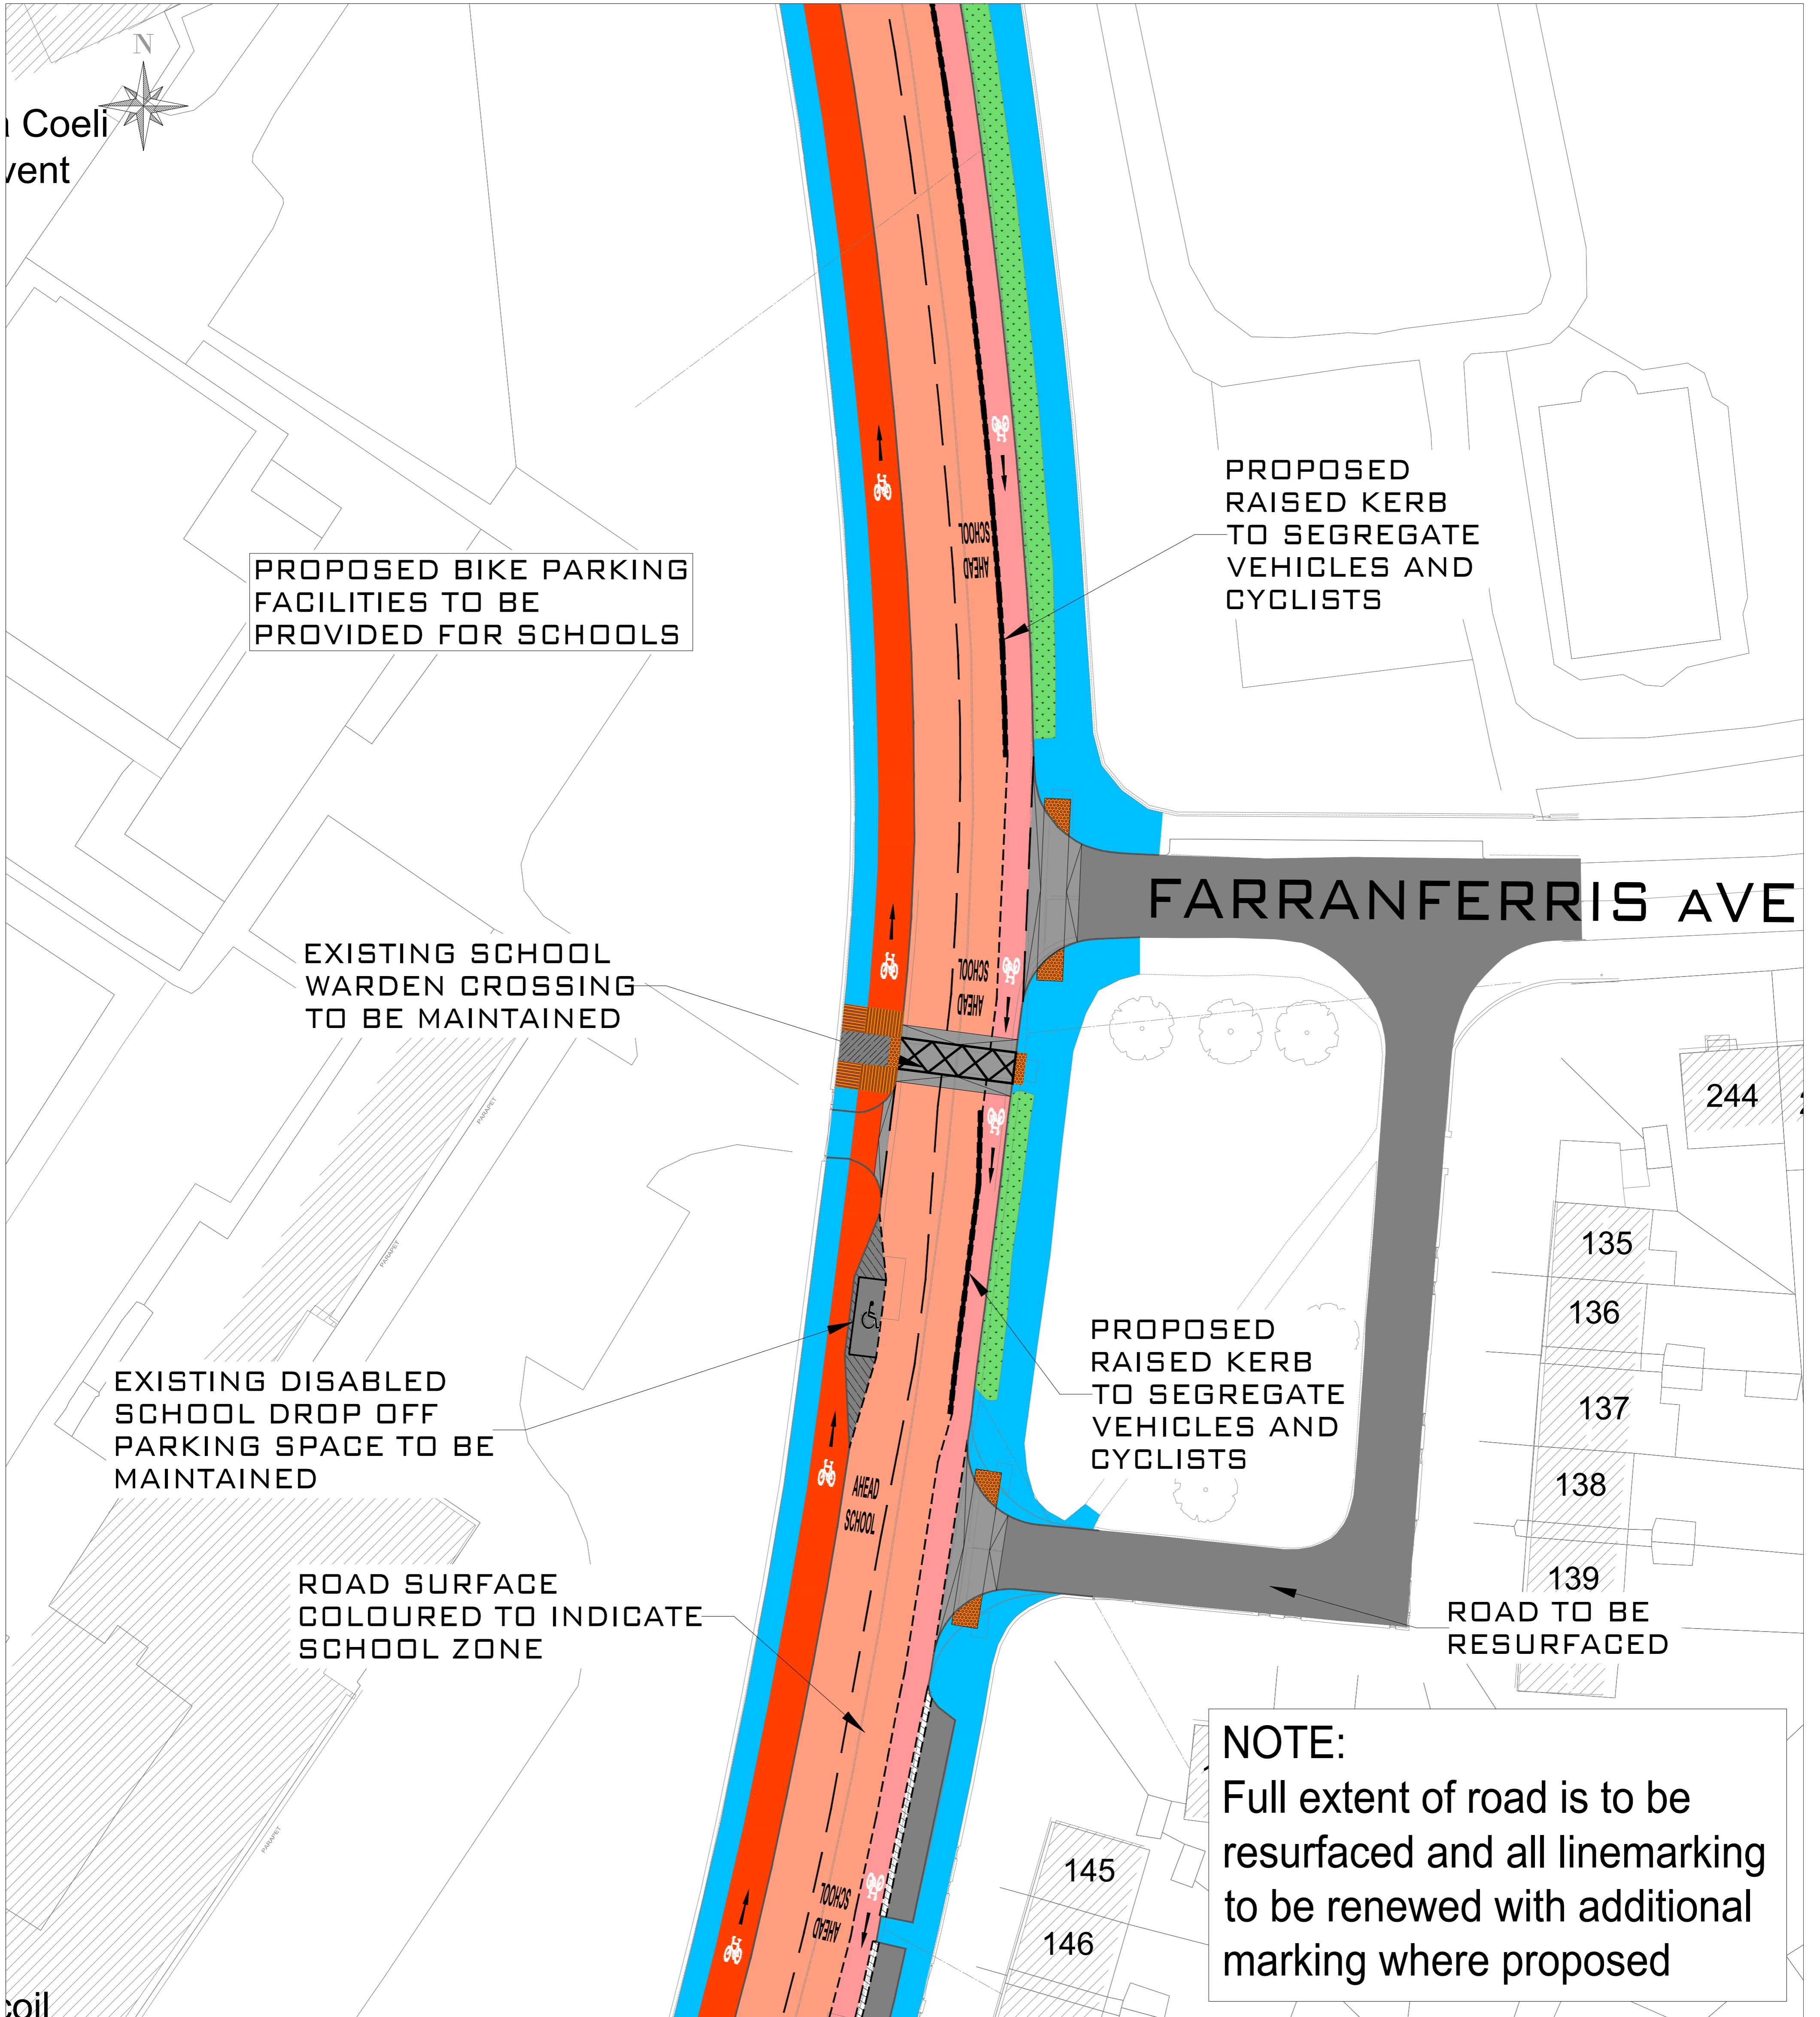 N
Coeli
vent
SCHOOL
AHEAD
PROPOSED
RAISED KERB
TO SEGREGATE
VEHICLES AND
CYCLISTS
PROPOSED BIKE PARKING
FACILITIES TO BE
PROVIDED FOR SCHOOLS
FARRANFERRIS AVE
EXISTING SCHOOL
WARDEN CROSSING
TO BE MAINTAINED
SCHOOL
AHEAD
244
PARAPET
135
PARAPET
136
PROPOSED
RAISED KERB
TO SEGREGATE
VEHICLES AND
CYCLISTS
EXISTING DISABLED
SCHOOL DROP OFF
PARKING SPACE TO BE
MAINTAINED
137
138
AHEAD
SCHOOL
139
ROAD SURFACE
COLOURED TO INDICATE
SCHOOL ZONE
ROAD TO BE
RESURFACED
NOTE:
Full extent of road is to be
resurfaced and all linemarking
to be renewed with additional
marking where proposed
PARAPET
145
146
SCHOOL
AHEAD
coil